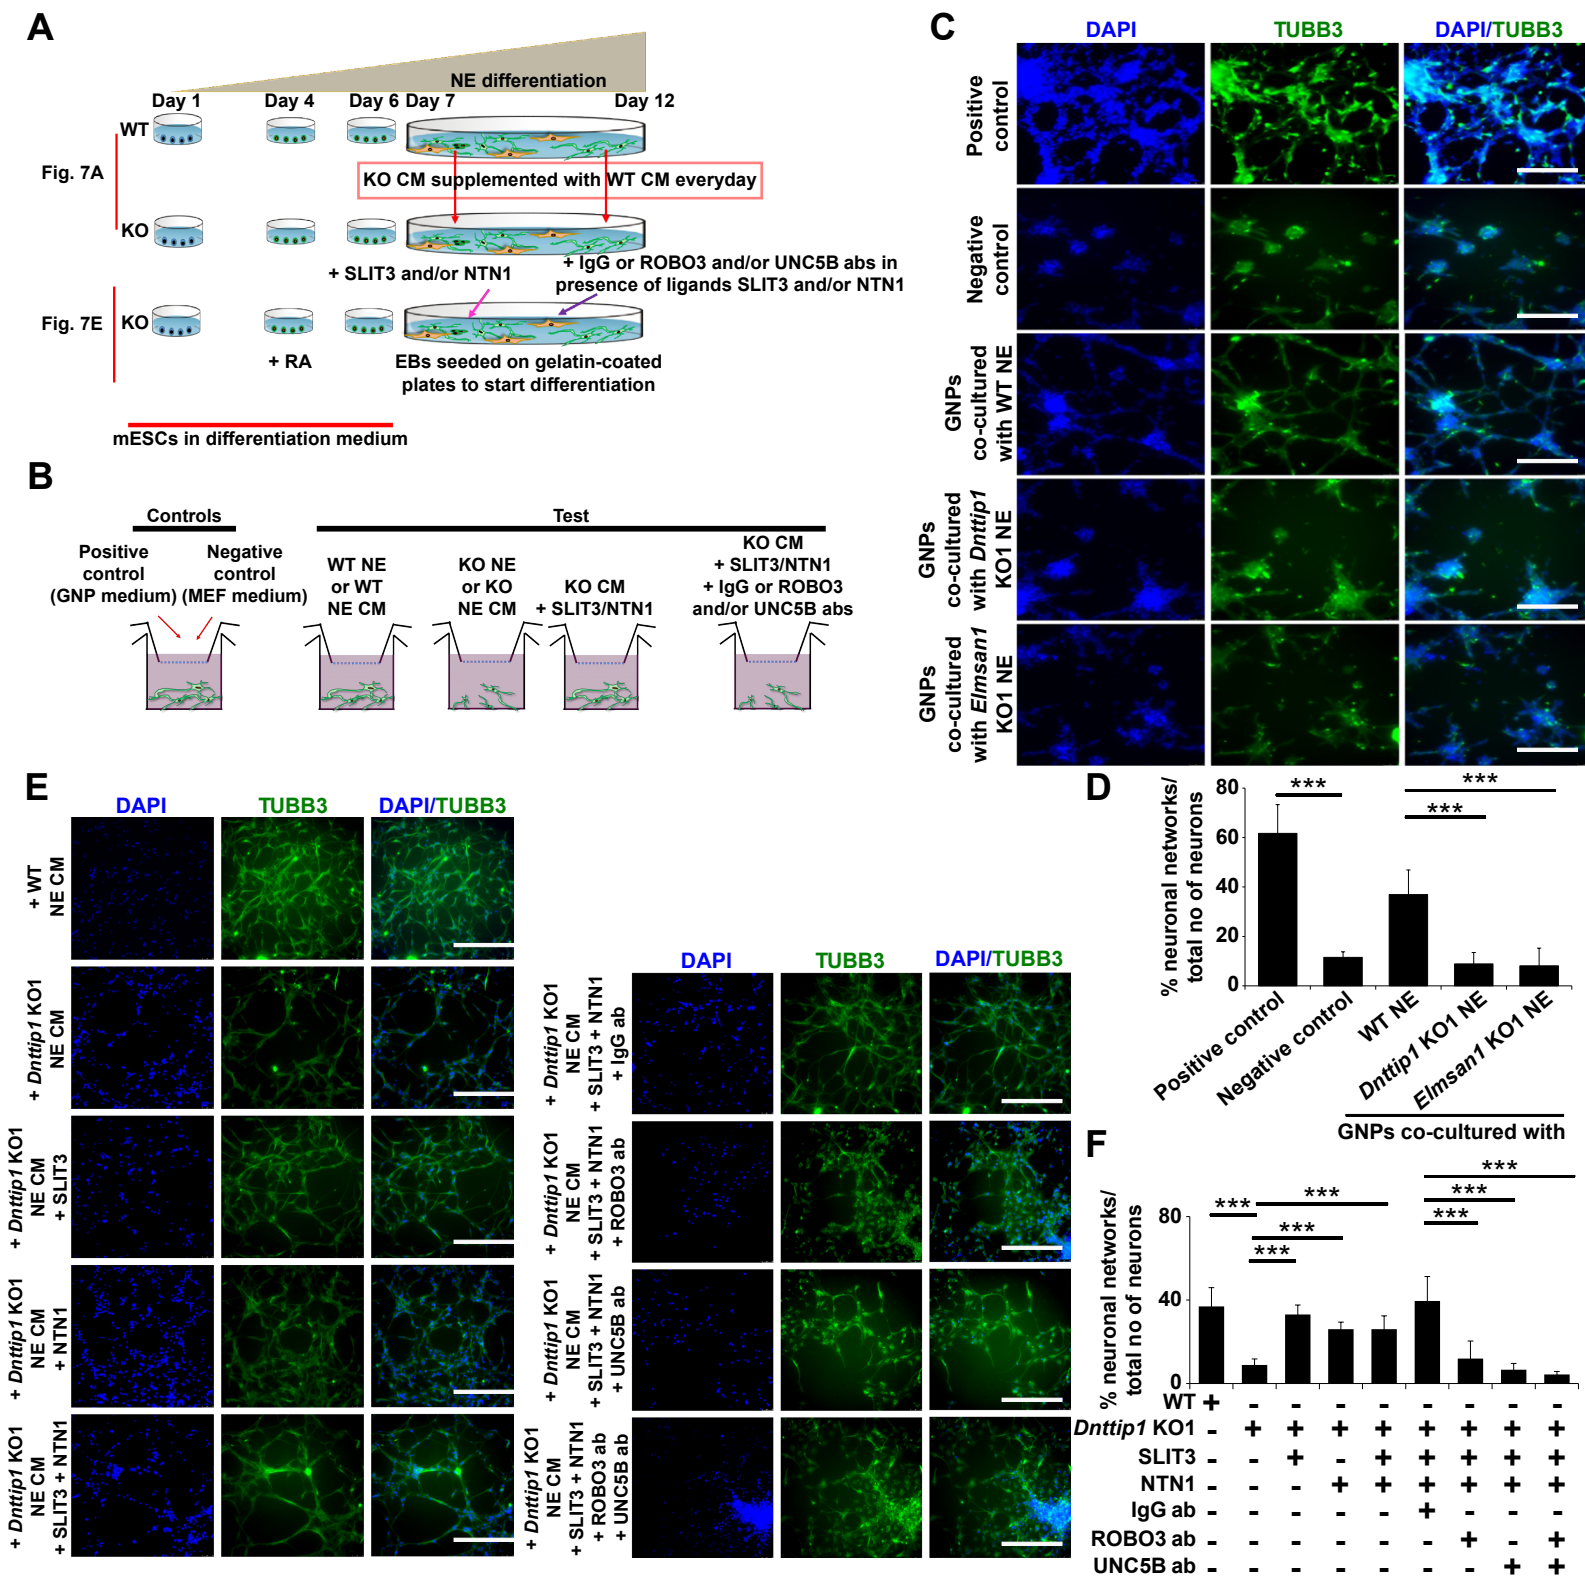 A
NE differentiation
Day 1
Day 4
Day 6
Day 7
Day 12
WT
Fig. 7A
KO CM supplemented with WT CM everyday
KO
+ SLIT3 and/or NTN1
+ IgG or ROBO3 and/or UNC5B abs in
presence of ligands SLIT3 and/or NTN1
Fig. 7E
KO
+ RA
EBs seeded on gelatin-coated
plates to start differentiation
mESCs in differentiation medium
B
Controls
Test
Positive
control
(GNP medium)
Negative
control
(MEF medium)
WT NE
or WT
NE CM
KO NE
or KO
NE CM
KO CM
+ SLIT3/NTN1
KO CM
+ SLIT3/NTN1
+ IgG or ROBO3
and/or UNC5B abs
C
DAPI
TUBB3
DAPI/TUBB3
Positive
control
Negative
control
GNPs
co-cultured
with WT NE
GNPs
co-cultured
with Dnttip1
KO1 NE
GNPs
co-cultured
with Elmsan1
KO1 NE
D
% neuronal networks/
total no of neurons
80
60
40
20
0
***
***
***
Positive control
Negative control
WT NE
Dnttip1 KO1 NE
Elmsan1 KO1 NE
GNPs co-cultured with
E
DAPI
TUBB3
DAPI/TUBB3
+ WT
NE CM
+ Dnttip1 KO1
NE CM
+ Dnttip1 KO1
NE CM
+ SLIT3
+ Dnttip1 KO1
NE CM
+ NTN1
+ Dnttip1 KO1
NE CM
+ SLIT3 + NTN1
DAPI
TUBB3
DAPI/TUBB3
+ Dnttip1 KO1
NE CM
+ SLIT3 + NTN1
+ IgG ab
+ Dnttip1 KO1
NE CM
+ SLIT3 + NTN1
+ ROBO3 ab
+ Dnttip1 KO1
NE CM
+ SLIT3 + NTN1
+ UNC5B ab
+ Dnttip1 KO1
NE CM
+ SLIT3 + NTN1
+ ROBO3 ab
+ UNC5B ab
F
% neuronal networks/
total no of neurons
80
40
0
***
***
***
***
***
***
***
WT + - - - - - - - -
Dnttip1 KO1 - + + + + + + + +
SLIT3 - - + - + + + + +
NTN1 - - - + + + + + +
IgG ab - - - - - + - - -
ROBO3 ab - - - - - - + - +
UNC5B ab - - - - - - - + +